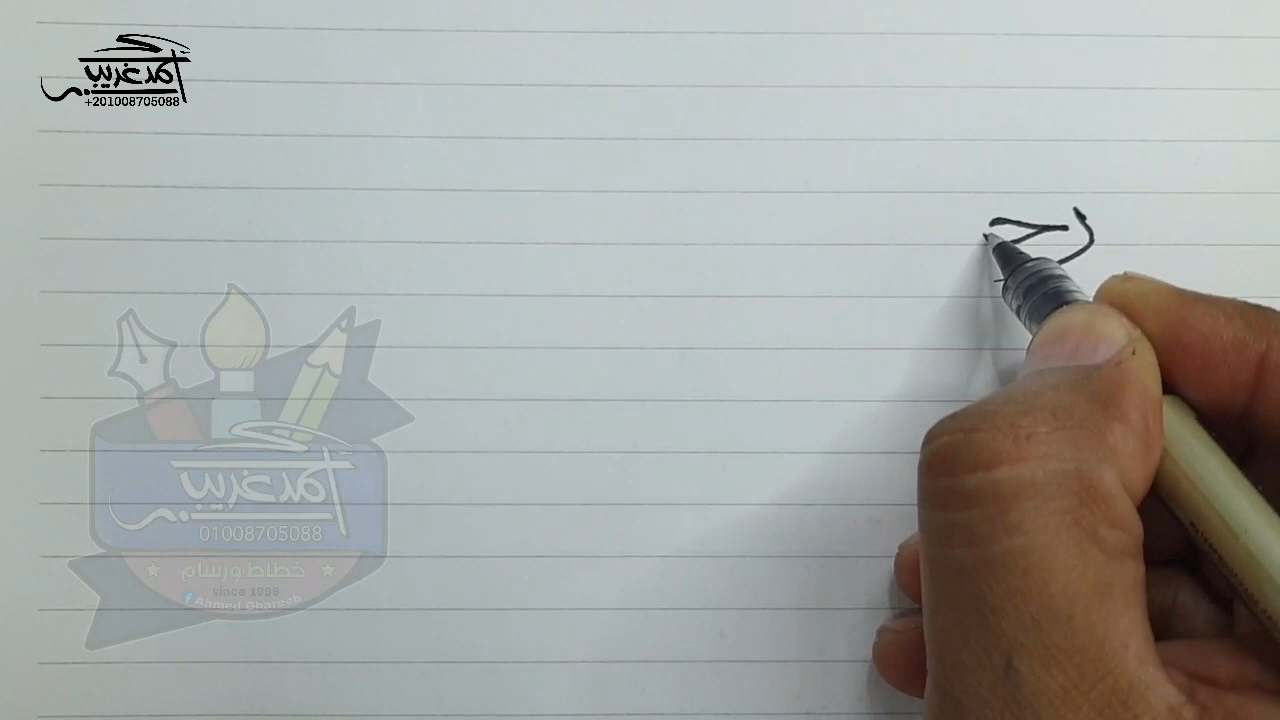 أحمد غريب
+201008705088
أحمد غريب
01008705088
خطاط ورسام
since 1999
Ahmed Ghareeb